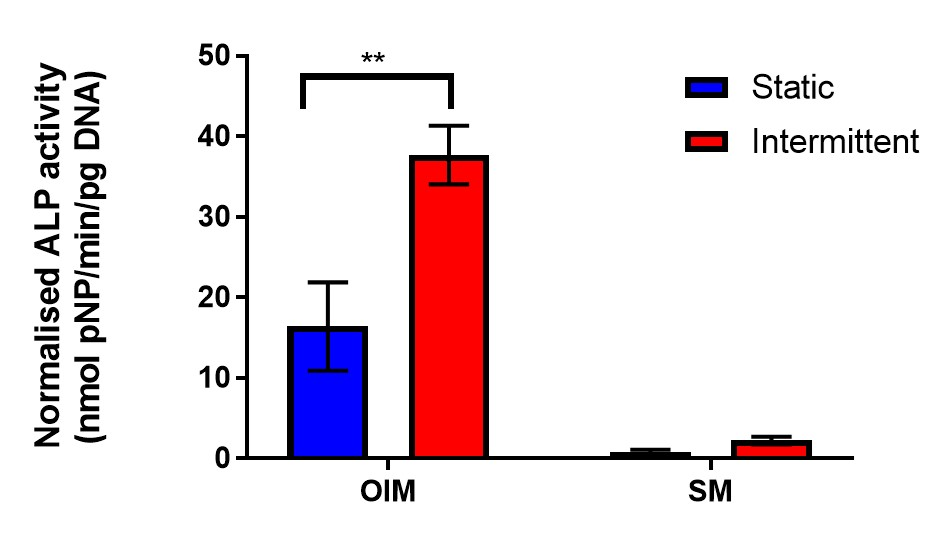 Normalised ALP activity
(nmol pNP/min/pg DNA)
50
40
30
20
10
0
**
Static
Intermittent
OIM
SM